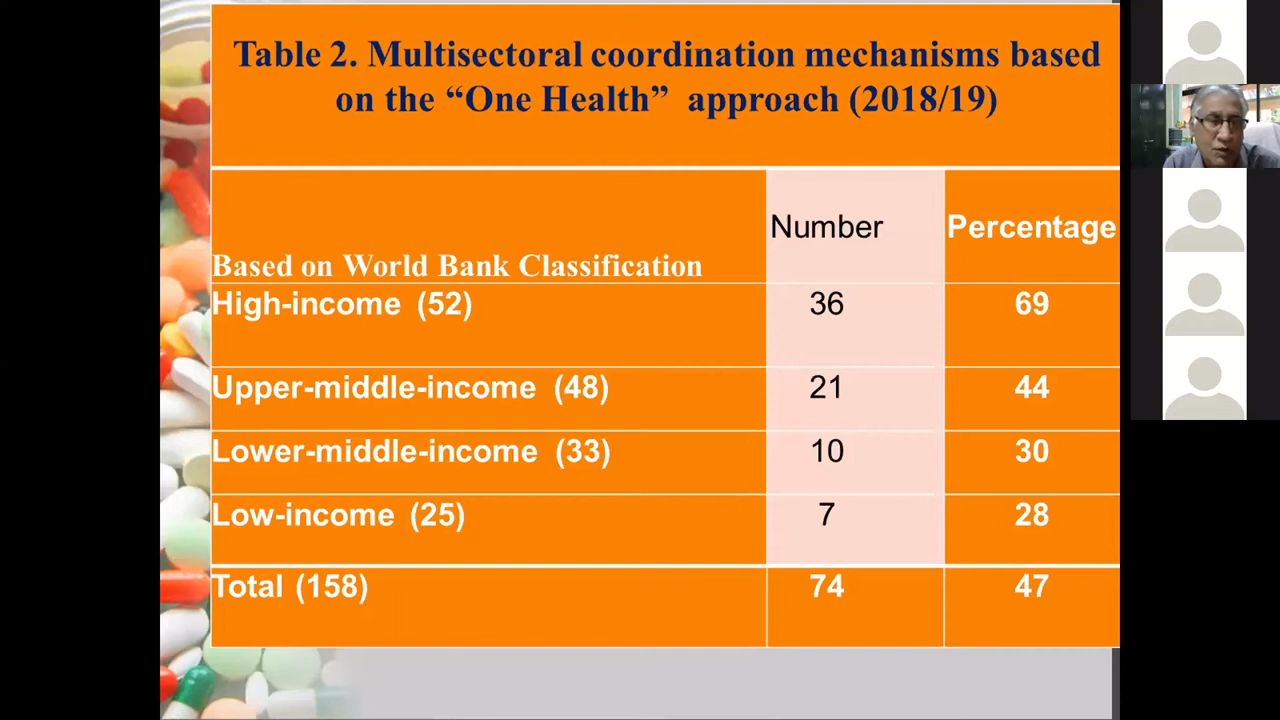 Table 2. Multisectoral coordination mechanisms based
on the “One Health” approach (2018/19)
Number Percentage
Based on World Bank Classification
High-income (52) 36 69
Upper-middle-income (48) 21 44
Lower-middle-income (33) 10 30
Low-income (25) 7 28
Total (158) 74 47